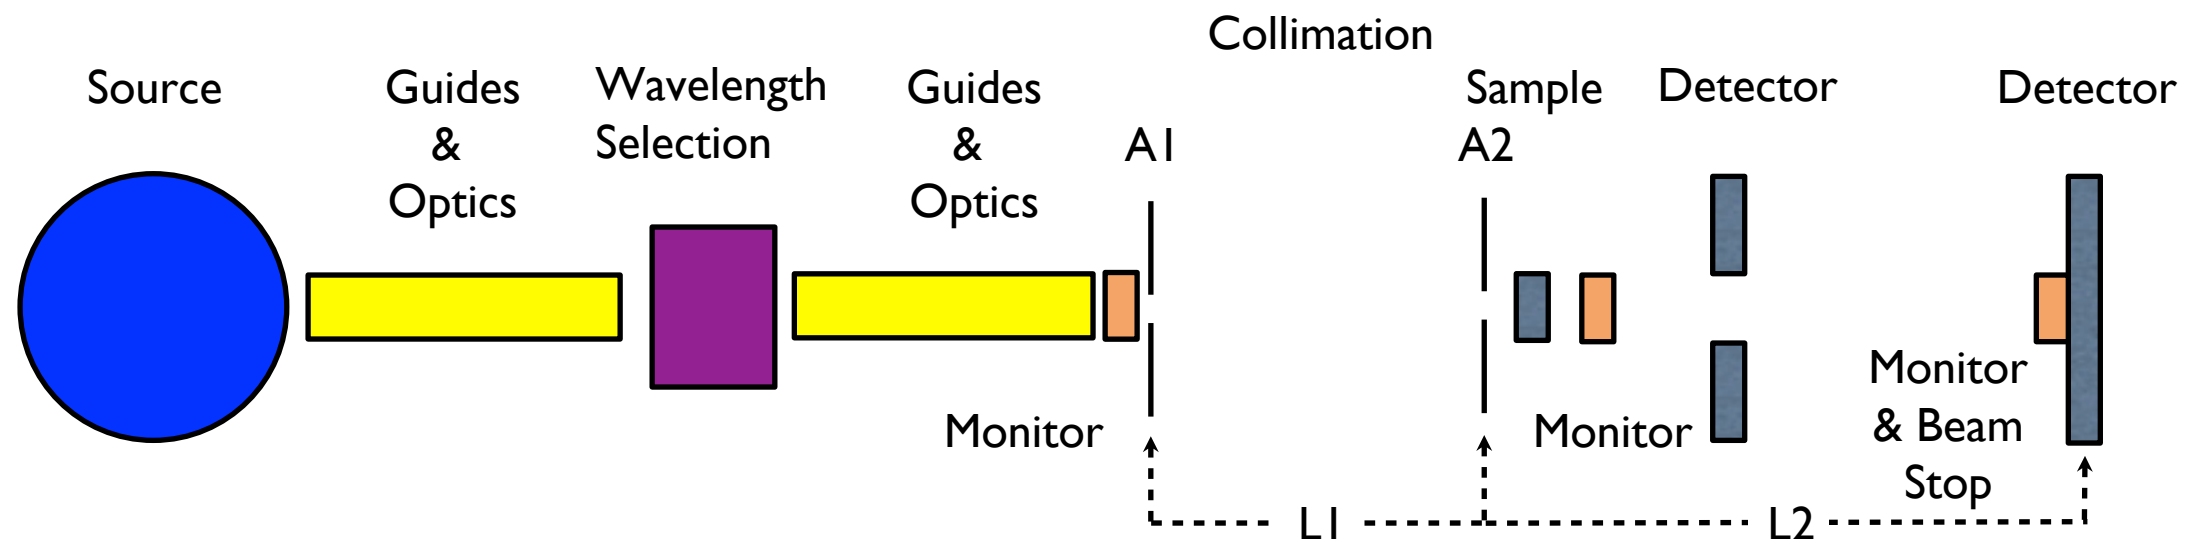 Collimation
Source
Guides
&
Optics
Wavelength
Selection
Guides
&
Optics
A1
Sample
A2
Detector
Detector
Monitor
Monitor
Monitor
& Beam
Stop
L1
L2